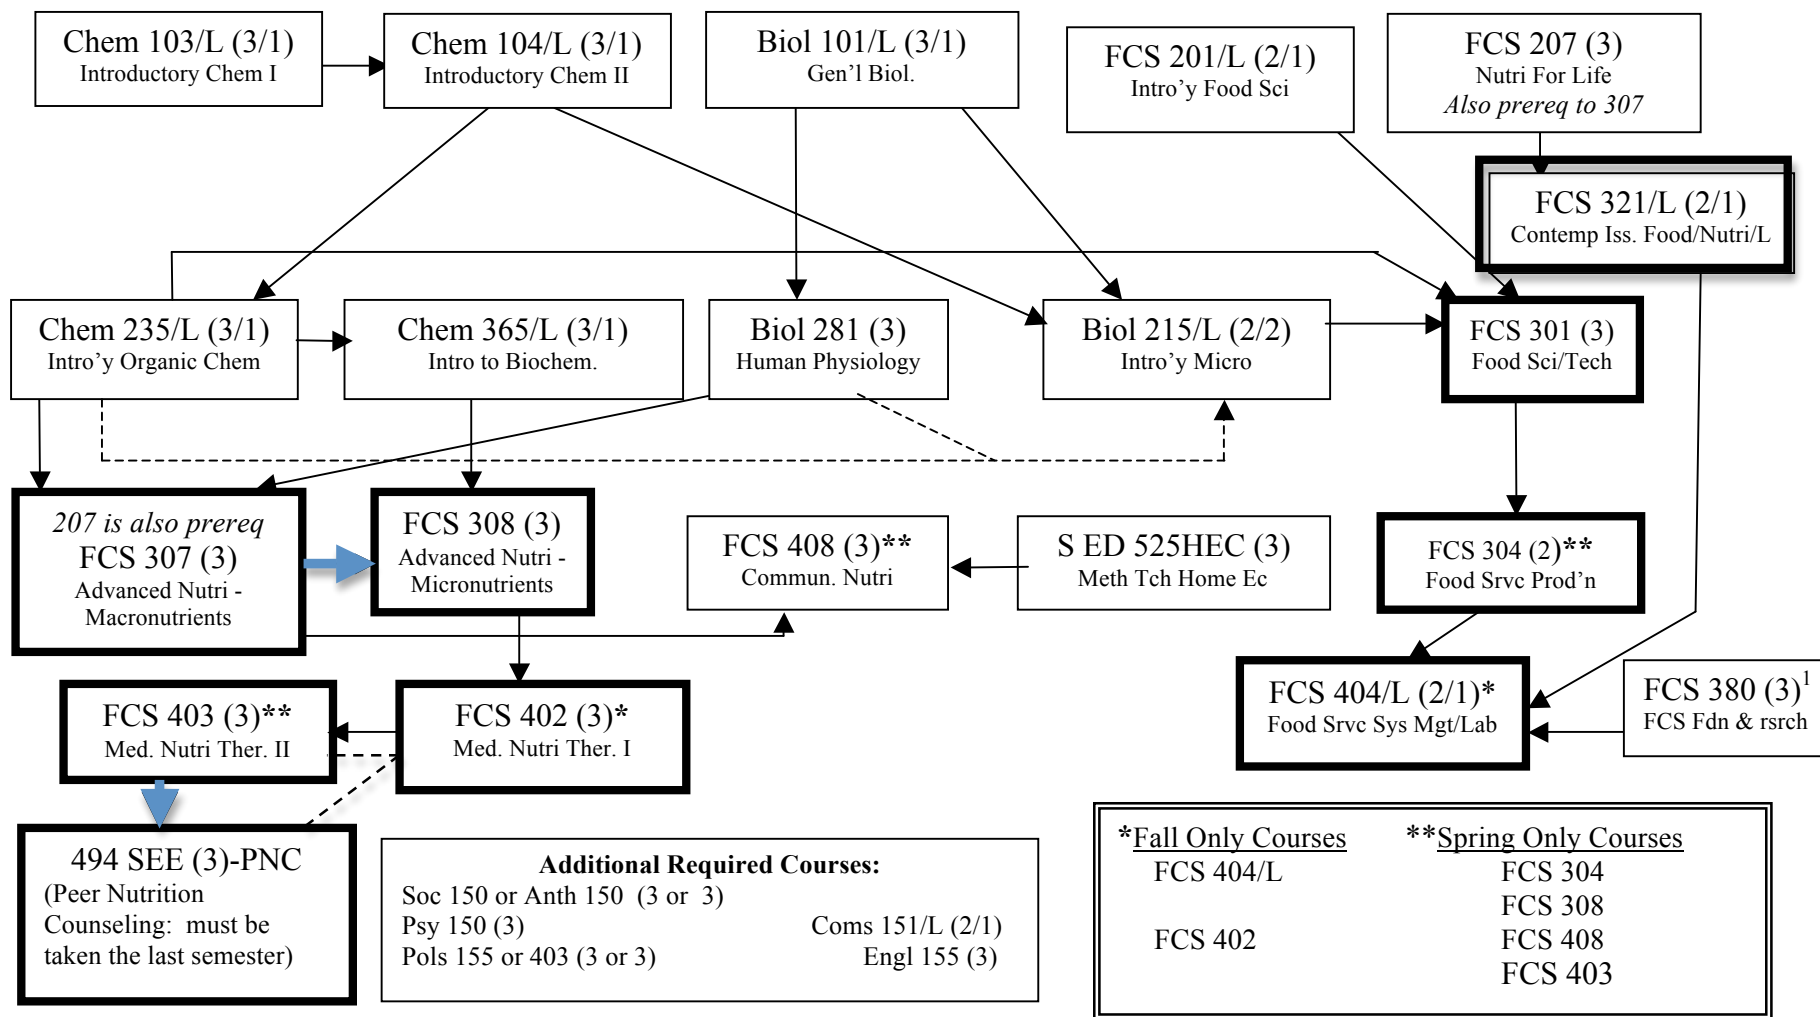 Chem 103/L (3/1)
Introductory Chem I
Chem 104/L (3/1)
Introductory Chem II
Biol 101/L (3/1)
Gen’l Biol.
FCS 201/L (2/1)
Intro’y Food Sci
FCS 207 (3)
Nutri For Life
Also prereq to 307
FCS 321/L (2/1)
Contemp Iss. Food/Nutri/L
Chem 235/L (3/1)
Intro’y Organic Chem
Chem 365/L (3/1)
Intro to Biochem.
Biol 281 (3)
Human Physiology
Biol 215/L (2/2)
Intro’y Micro
FCS 301 (3)
Food Sci/Tech
207 is also prereq
FCS 307 (3)
Advanced Nutri -
Macronutrients
FCS 308 (3)
Advanced Nutri -
Micronutrients
FCS 408 (3)**
Commun. Nutri
S ED 525HEC (3)
Meth Tch Home Ec
FCS 304 (2)**
Food Srvc Prod’n
FCS 403 (3)**
Med. Nutri Ther. II
FCS 402 (3)*
Med. Nutri Ther. I
FCS 404/L (2/1)*
Food Srvc Sys Mgt/Lab
FCS 380 (3)1
FCS Fdn & rsrch
494 SEE (3)-PNC
(Peer Nutrition
Counseling: must be
taken the last semester)
Additional Required Courses:
Soc 150 or Anth 150 (3 or 3)
Psy 150 (3) Coms 151/L (2/1)
Pols 155 or 403 (3 or 3) Engl 155 (3)
*Fall Only Courses **Spring Only Courses
FCS 404/L FCS 304
FCS 308
FCS 402 FCS 408
FCS 403